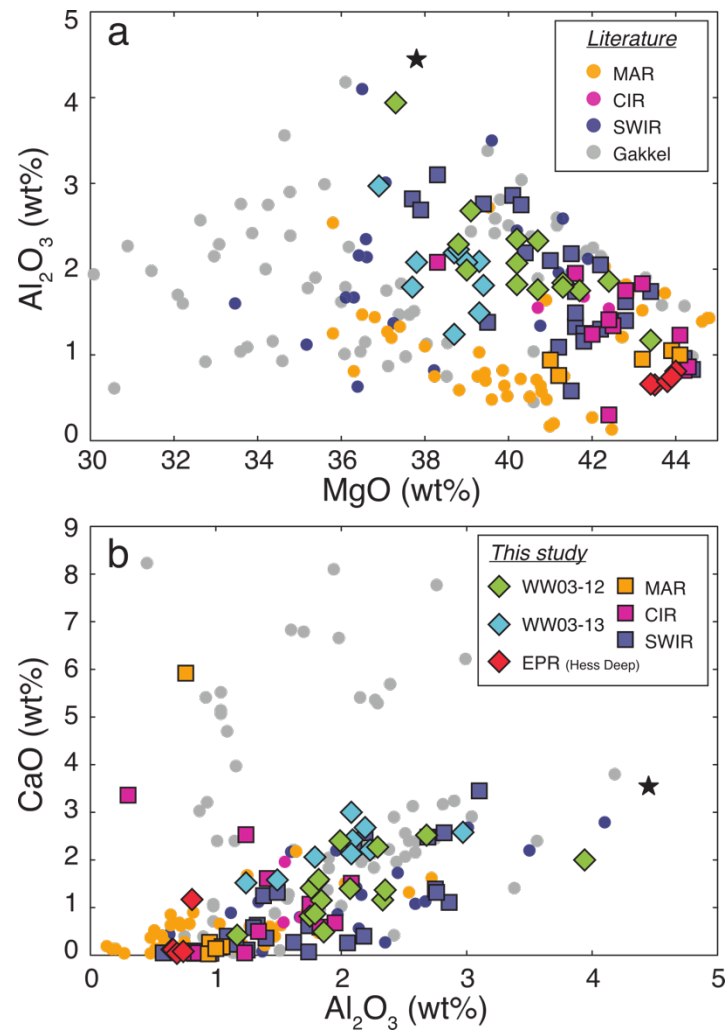 a
Literature
MAR
CIR
SWIR
Gakkel
Al₂O₃ (wt%)
5
4
3
2
1
0
30 32 34 36 38 40 42 44
MgO (wt%)
b
This study
WW03-12
WW03-13
EPR (Hess Deep)
MAR
CIR
SWIR
CaO (wt%)
9
8
7
6
5
4
3
2
1
0
0 1 2 3 4 5
Al₂O₃ (wt%)